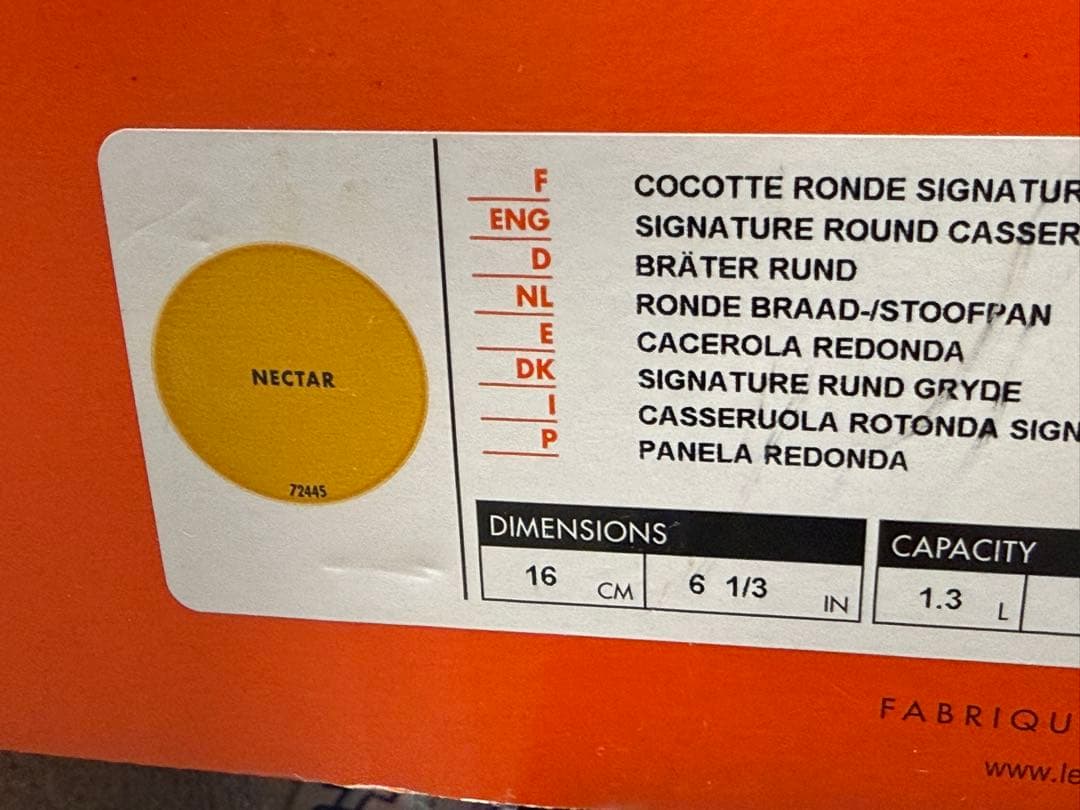 NECTAR
72445
F COCOTTE RONDE SIGNATUR
ENG SIGNATURE ROUND CASSER
D BRÄTER RUND
NL RONDE BRAAD-/STOOFPAN
E CACEROLA REDONDA
DK SIGNATURE RUND GRYDE
I CASSERUOLA ROTONDA SIGN
P PANELA REDONDA
DIMENSIONS
16 CM 6 1/3 IN
CAPACITY
1.3 L
FABRIQU
www.le